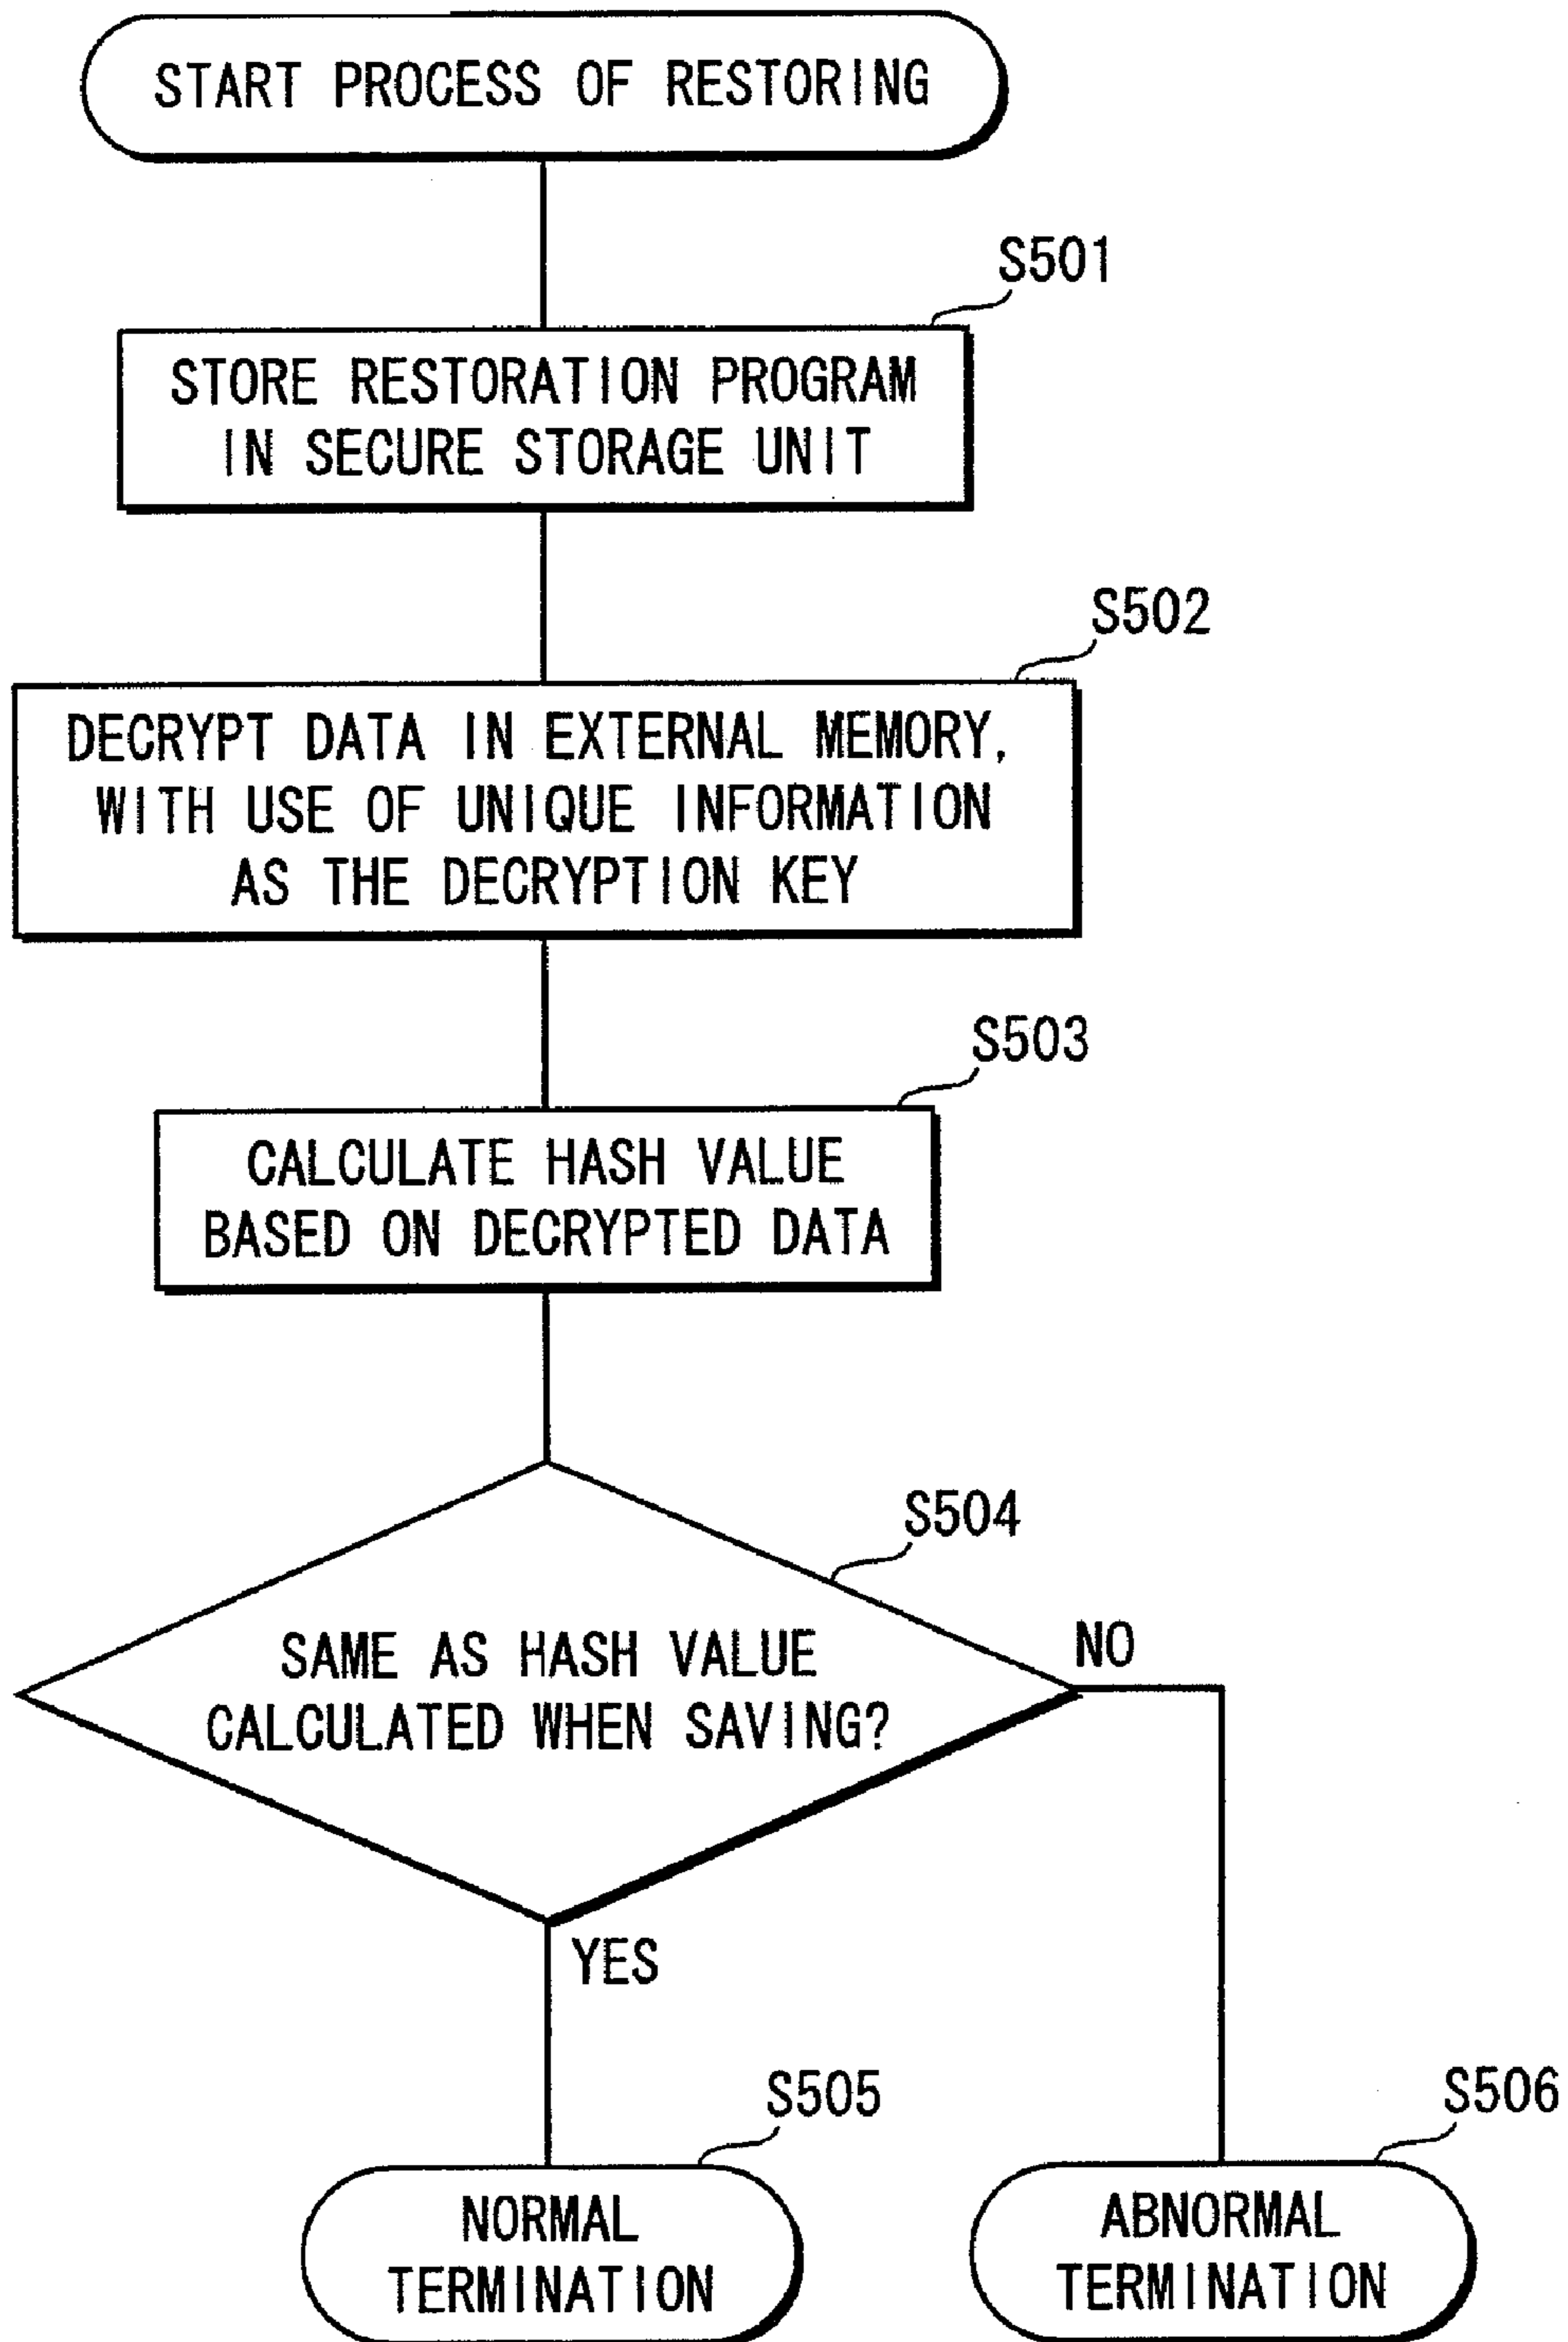 START PROCESS OF RESTORING
S501
STORE RESTORATION PROGRAM
IN SECURE STORAGE UNIT
S502
DECRYPT DATA IN EXTERNAL MEMORY,
WITH USE OF UNIQUE INFORMATION
AS THE DECRYPTION KEY
S503
CALCULATE HASH VALUE
BASED ON DECRYPTED DATA
S504
SAME AS HASH VALUE
CALCULATED WHEN SAVING?
NO
YES
S505
NORMAL
TERMINATION
S506
ABNORMAL
TERMINATION